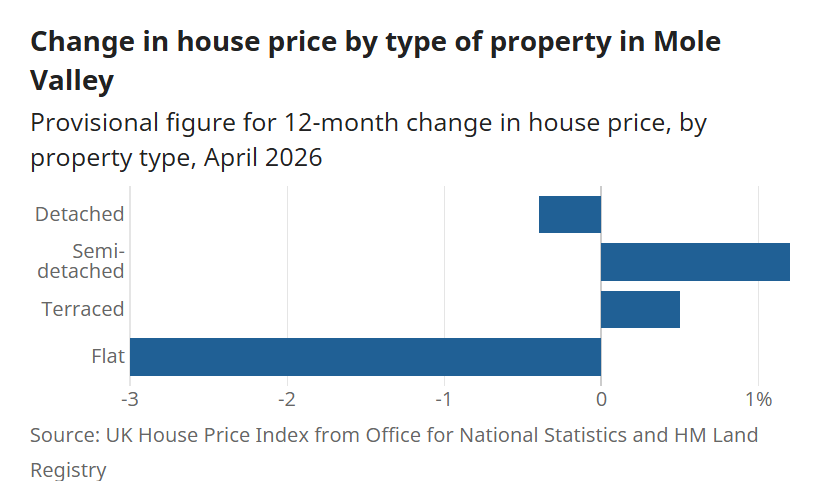 Change in house price by type of property in Mole
Valley
Provisional figure for 12-month change in house price, by
property type, April 2026
Detached
Semi-
detached
Terraced
Flat
-3 -2 -1 0 1%
Source: UK House Price Index from Office for National Statistics and HM Land
Registry